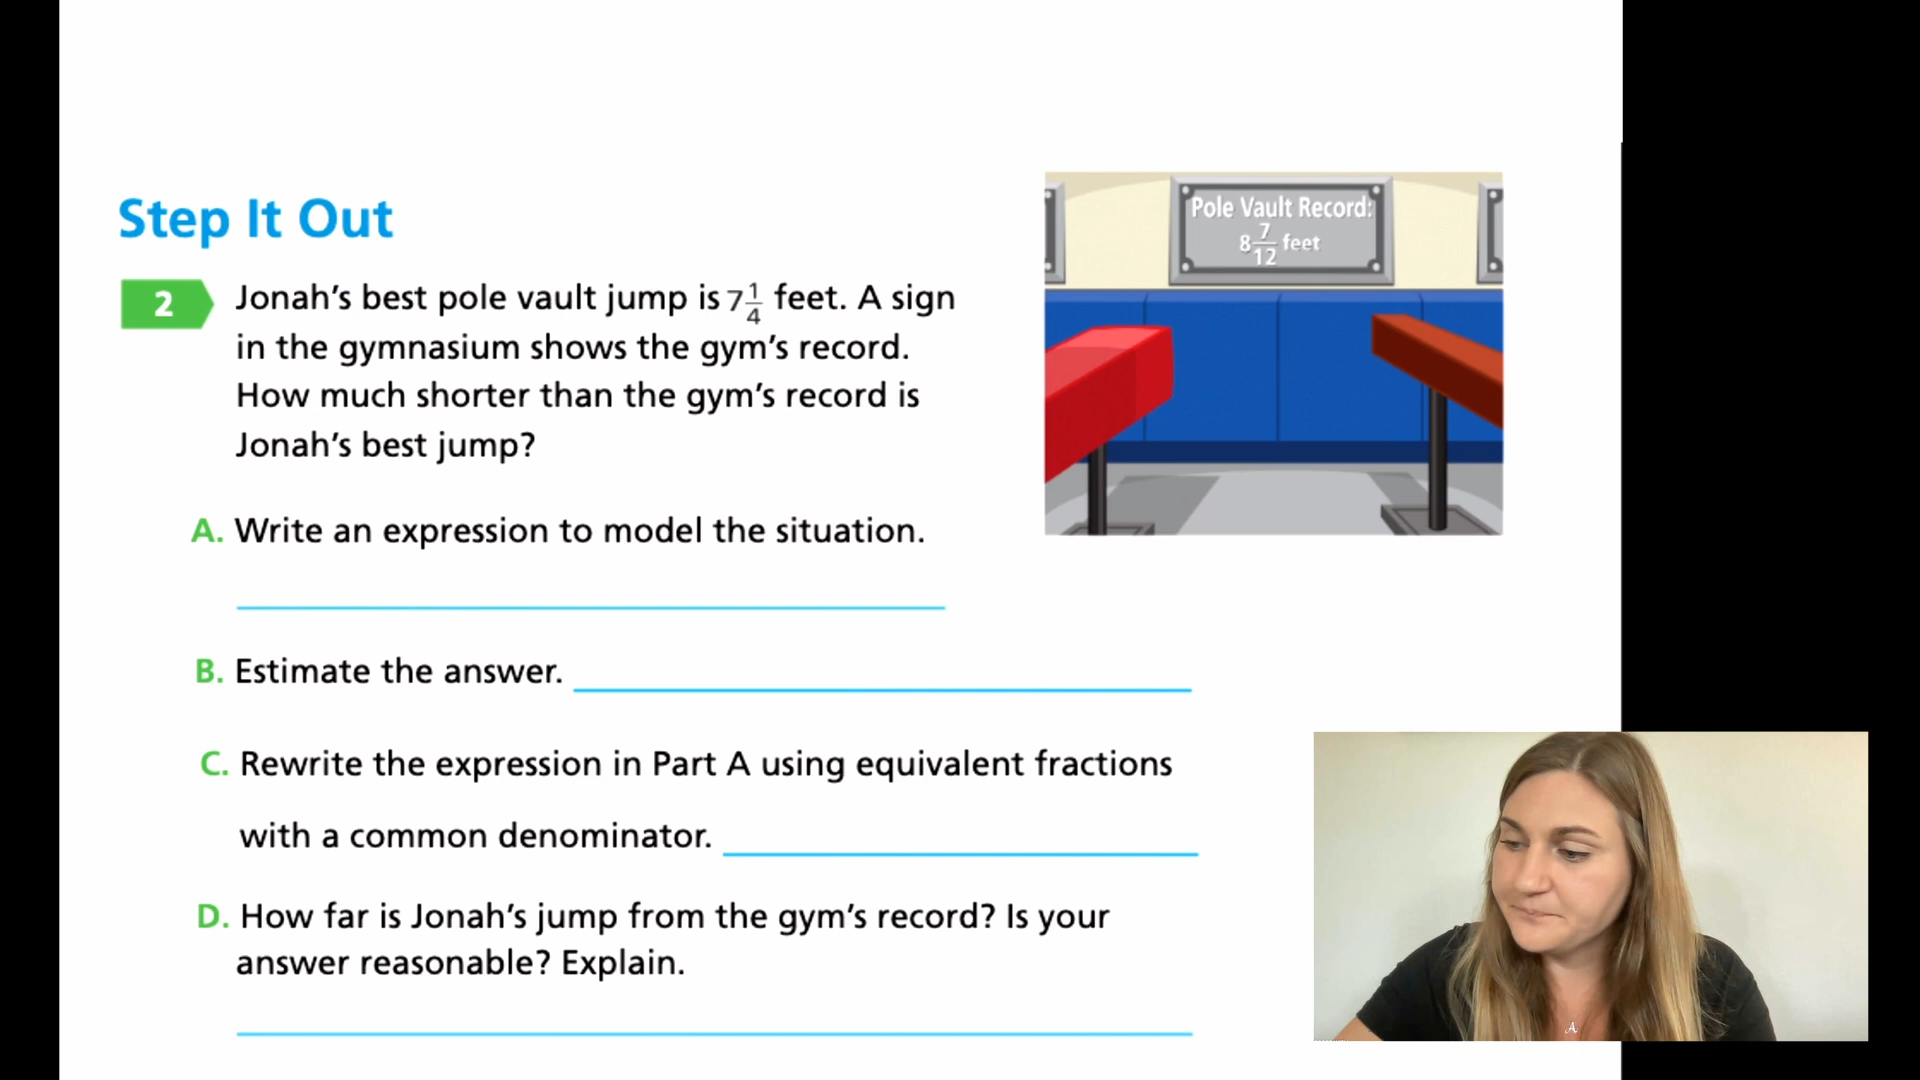 Step It Out
2 Jonah's best pole vault jump is 7 1/4 feet. A sign
in the gymnasium shows the gym's record.
How much shorter than the gym's record is
Jonah's best jump?
Pole Vault Record:
8 7/12 feet
A. Write an expression to model the situation.
B. Estimate the answer.
C. Rewrite the expression in Part A using equivalent fractions
with a common denominator.
D. How far is Jonah's jump from the gym's record? Is your
answer reasonable? Explain.
A